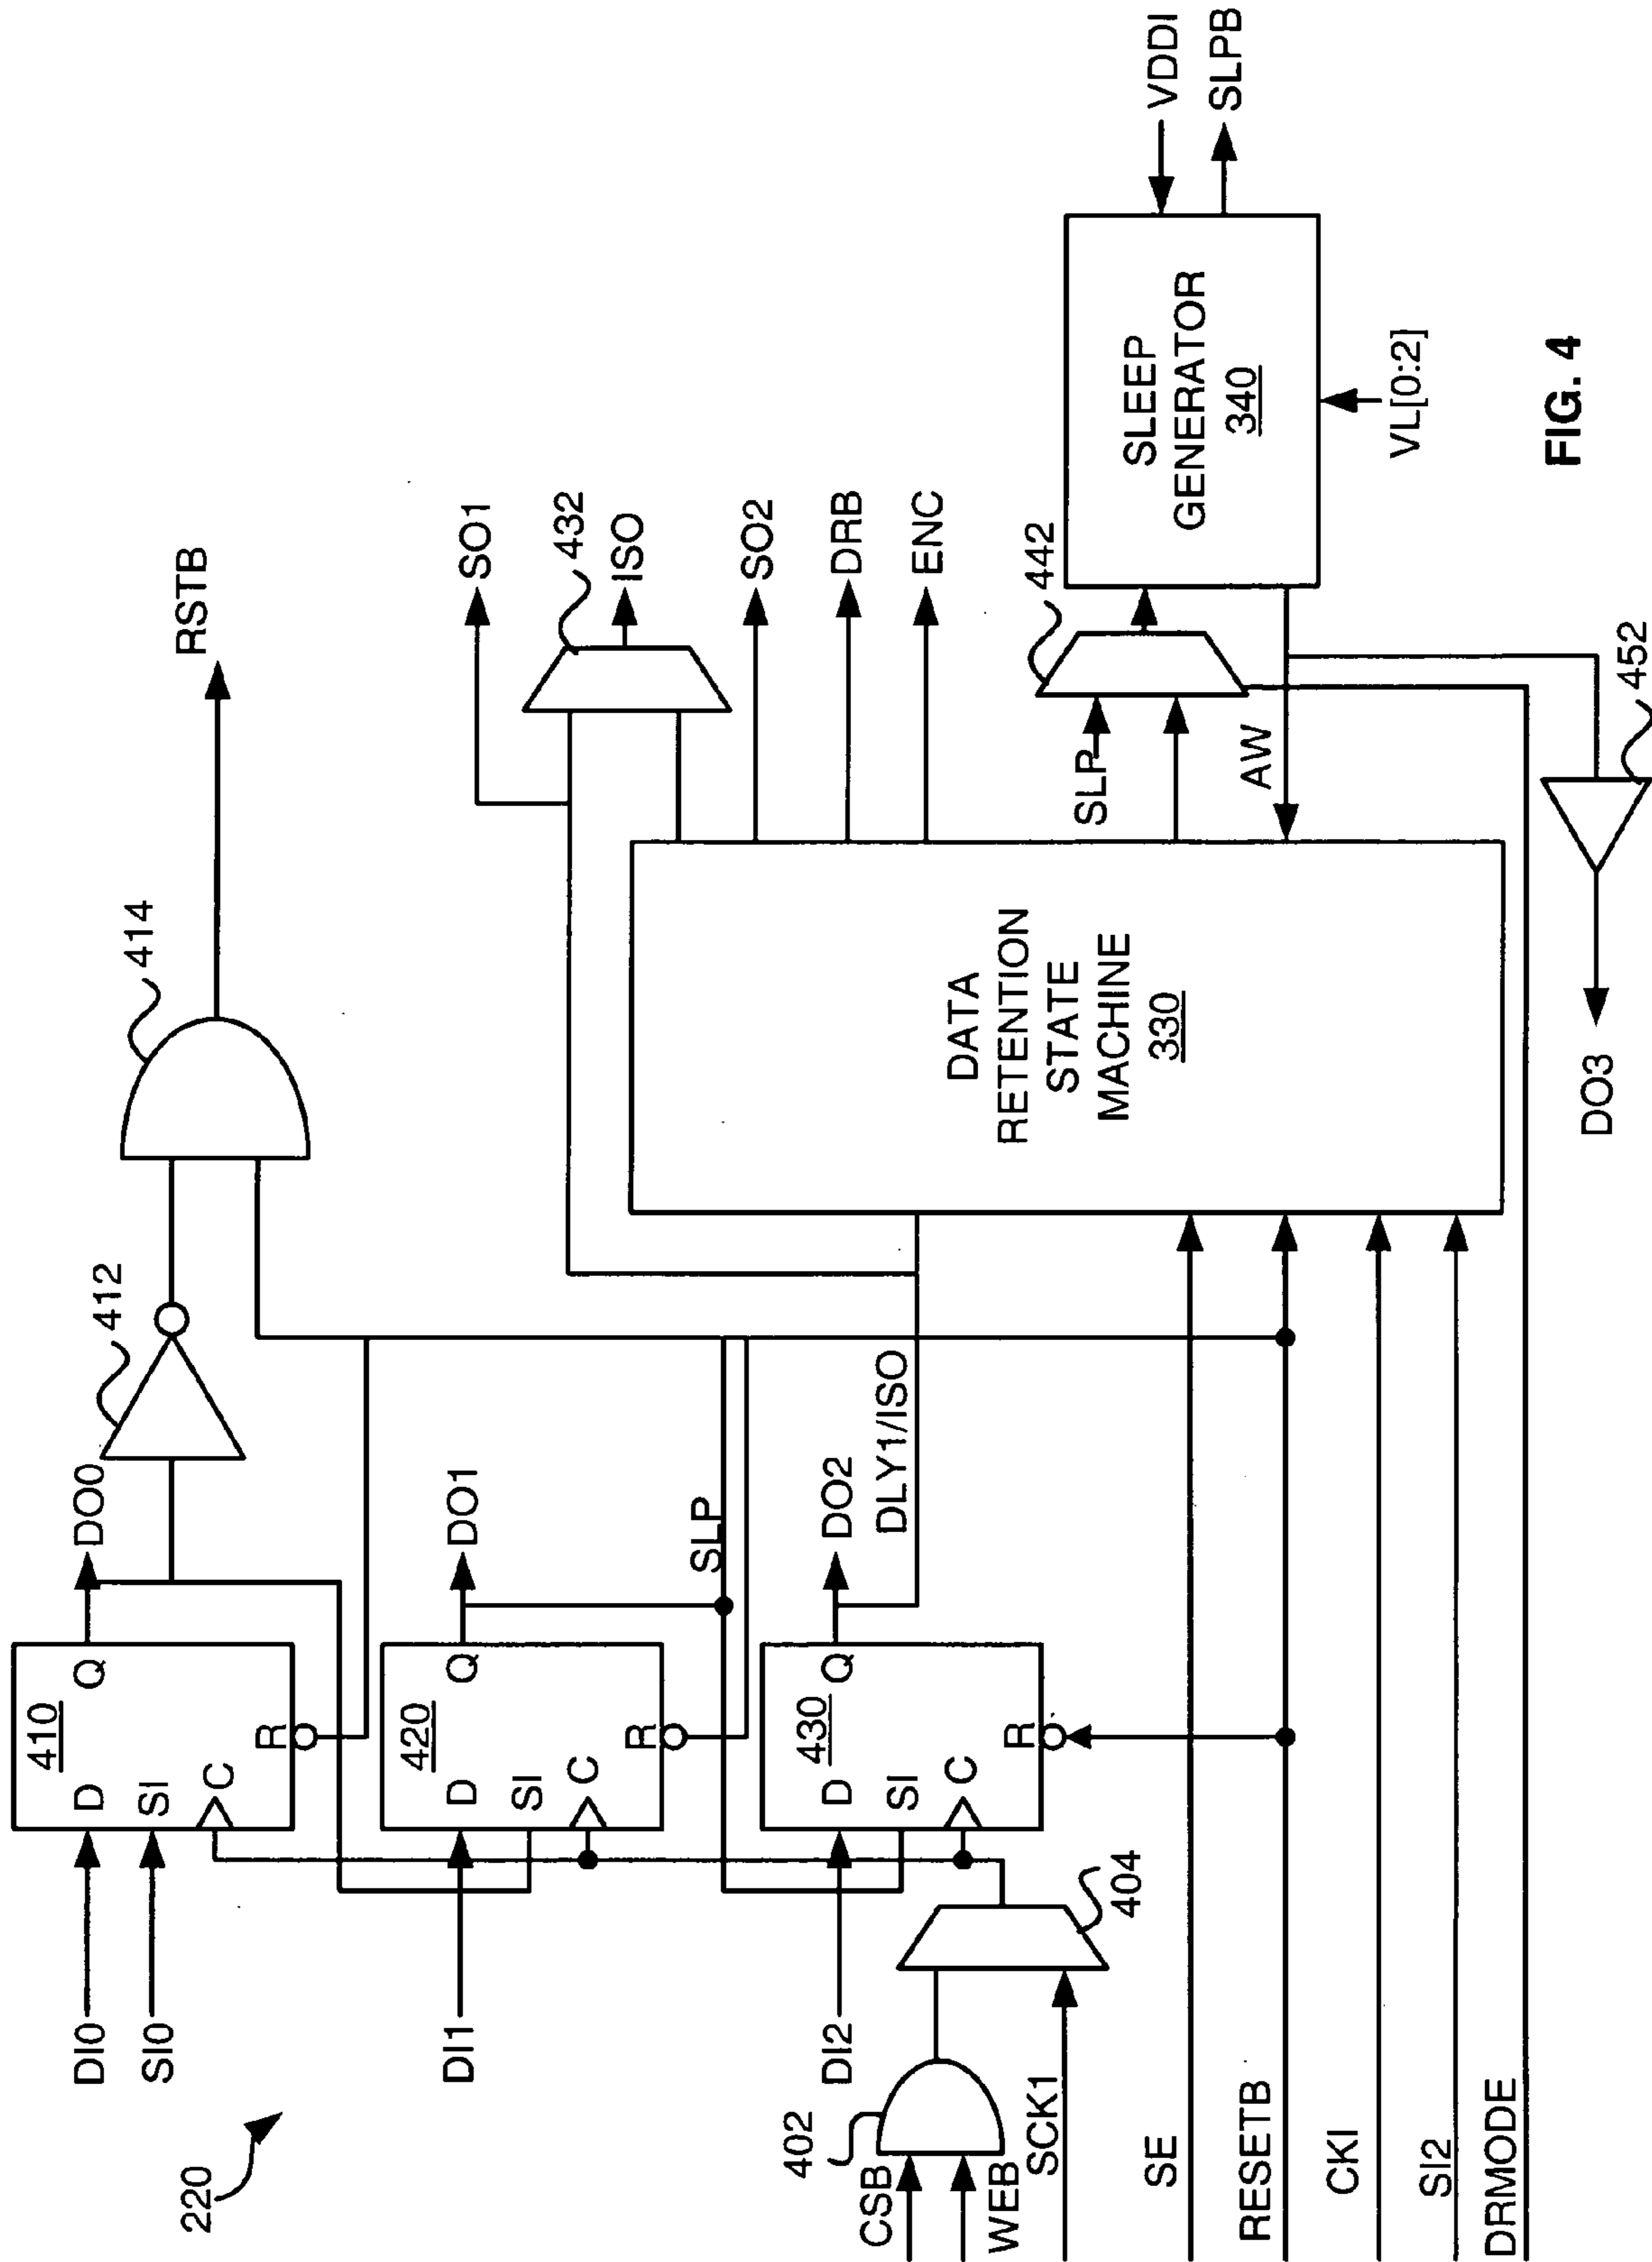 220
DI0
SI0
D
SI
C
410
Q
R
DO0
412
414
RSTB
DI1
D
SI
C
420
Q
R
DO1
SLP
DI2
D
SI
C
430
Q
R
DO2
DLY1/ISO
402
CSB
WEB
SCK1
404
SE
RESETB
CKI
SI2
DRMODE
DATA
RETENTION
STATE
MACHINE
330
SO1
432
ISO
SO2
DRB
ENC
442
SLP
AW
SLEEP
GENERATOR
340
VDDI
SLPB
VL[0:2]
452
DO3
FIG. 4